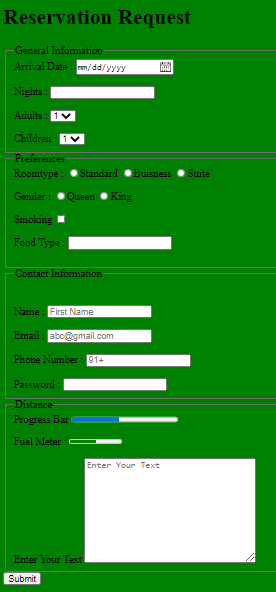 Reservation Request
General Information
Arrival Date : mm/dd/yyyy
Nights :
Adults : 1
Children : 1
Preferences
Roomtype : Standard Buisness Suite
Gender : Queen King
Smoking
Food Type :
Contact Information
Name : First Name
Email : abc@gmail.com
Phone Number : 91+
Password :
Distance
Progress Bar
Fuel Meter :
Enter Your Text
Enter Your Text
Submit